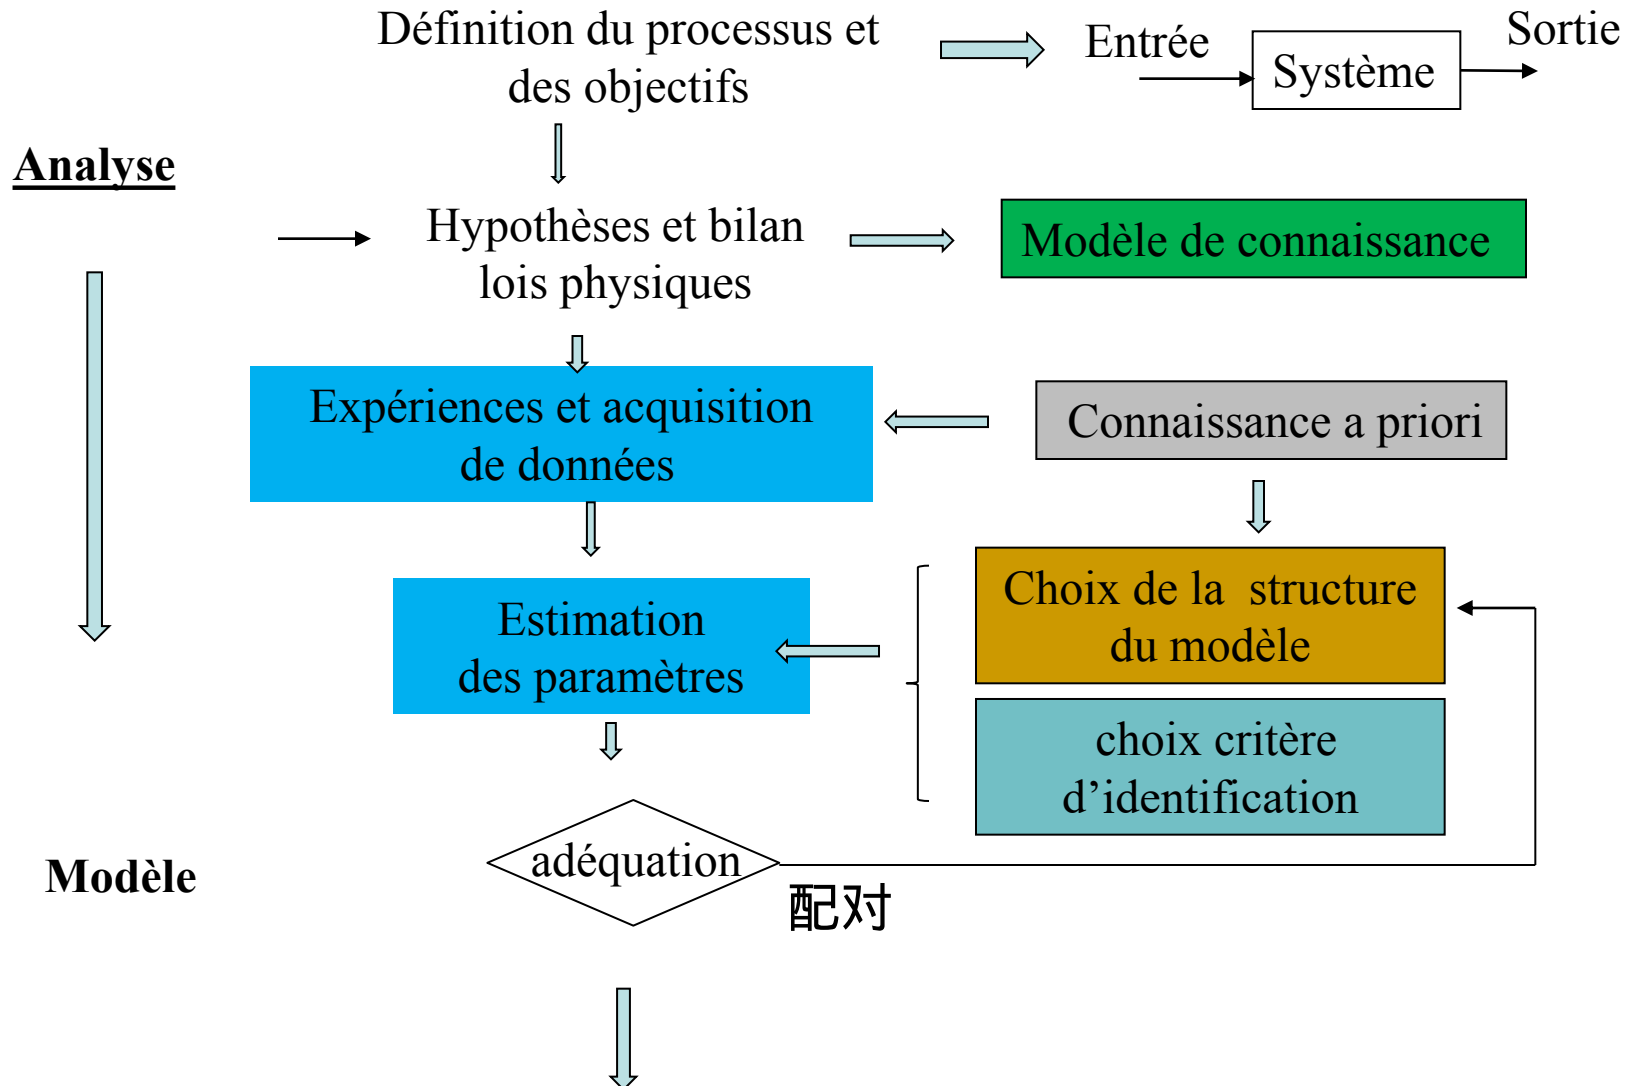 Définition du processus et
des objectifs
Entrée
Système
Sortie
Analyse
Hypothèses et bilan
lois physiques
Modèle de connaissance
Expériences et acquisition
de données
Connaissance a priori
Choix de la  structure
du modèle
Estimation
des paramètres
choix critère
d’identification
adéquation
配对
Modèle